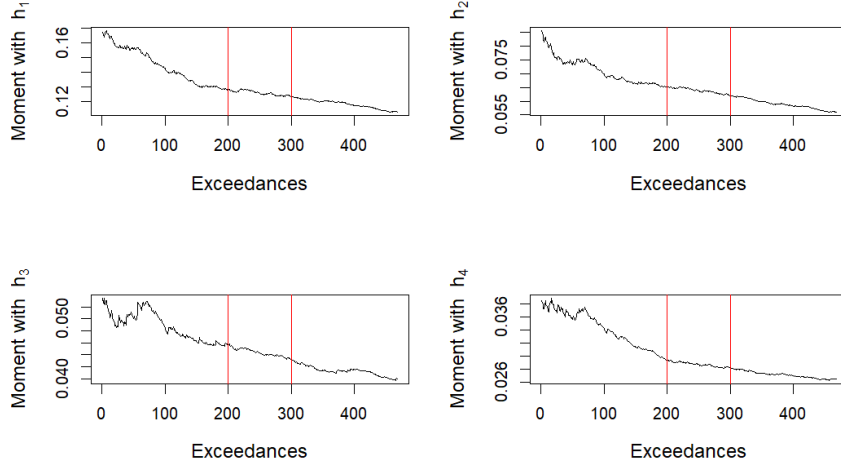 Moment with h1
0.16
0.12
0 100 200 300 400
Exceedances
Moment with h2
0.075
0.055
0 100 200 300 400
Exceedances
Moment with h3
0.050
0.040
0 100 200 300 400
Exceedances
Moment with h4
0.036
0.026
0 100 200 300 400
Exceedances